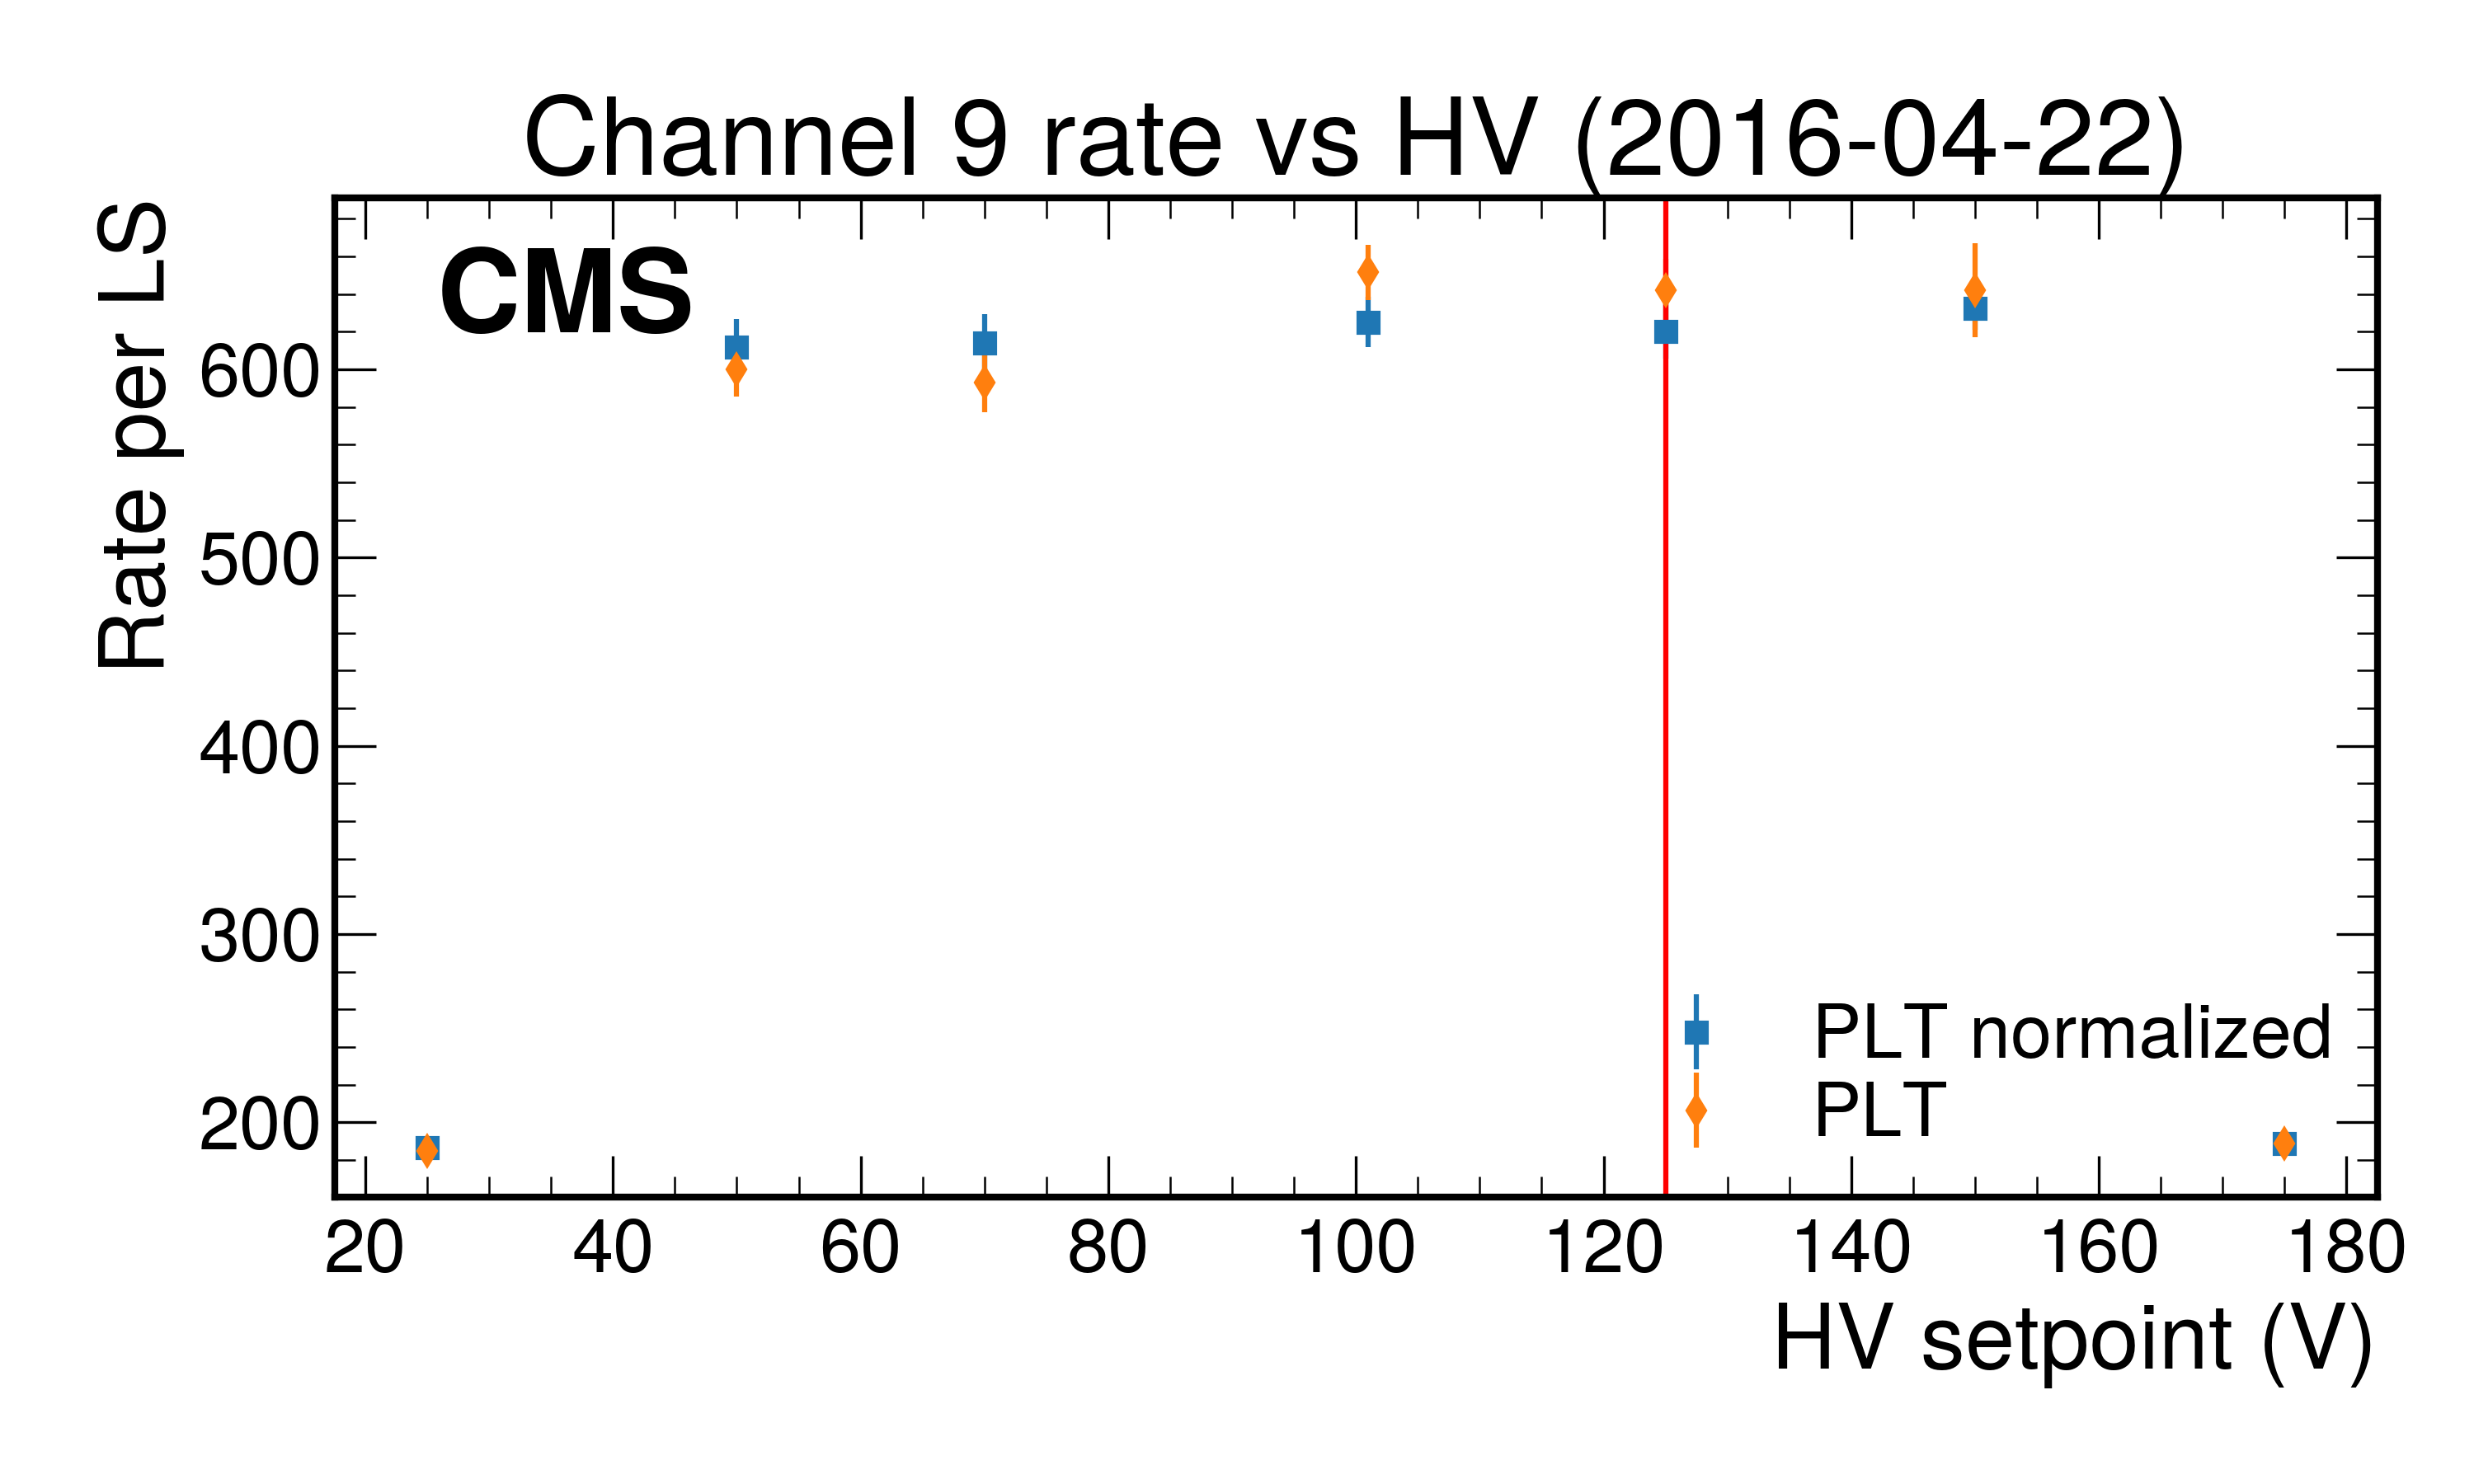 Channel 9 rate vs HV (2016-04-22)
CMS
Rate per LS
600
500
400
300
200
PLT normalized
PLT
20 40 60 80 100 120 140 160 180
HV setpoint (V)